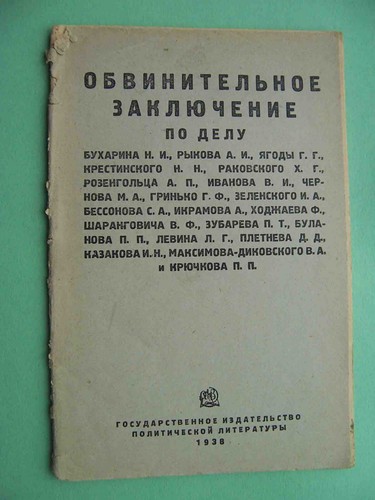 ОБВИНИТЕЛЬНОЕ
ЗАКЛЮЧЕНИЕ
ПО ДЕЛУ
БУХАРИНА Н. И., РЫКОВА А. И., ЯГОДЫ Г. Г.,
КРЕСТИНСКОГО Н. Н., РАКОВСКОГО Х. Г.,
РОЗЕНГОЛЬЦА А. П., ИВАНОВА В. И., ЧЕР-
НОВА М. А., ГРИНЬКО Г. Ф., ЗЕЛЕНСКОГО И. А.,
БЕССОНОВА С. А., ИКРАМОВА А., ХОДЖАЕВА Ф.,
ШАРАНГОВИЧА В. Ф., ЗУБАРЕВА П. Т., БУЛА-
НОВА П. П., ЛЕВИНА Л. Г., ПЛЕТНЕВА Д. Д.,
КАЗАКОВА И. Н., МАКСИМОВА-ДИКОВСКОГО В. А.
и КРЮЧКОВА П. П.
ГОСУДАРСТВЕННОЕ ИЗДАТЕЛЬСТВО
ПОЛИТИЧЕСКОЙ ЛИТЕРАТУРЫ
1938